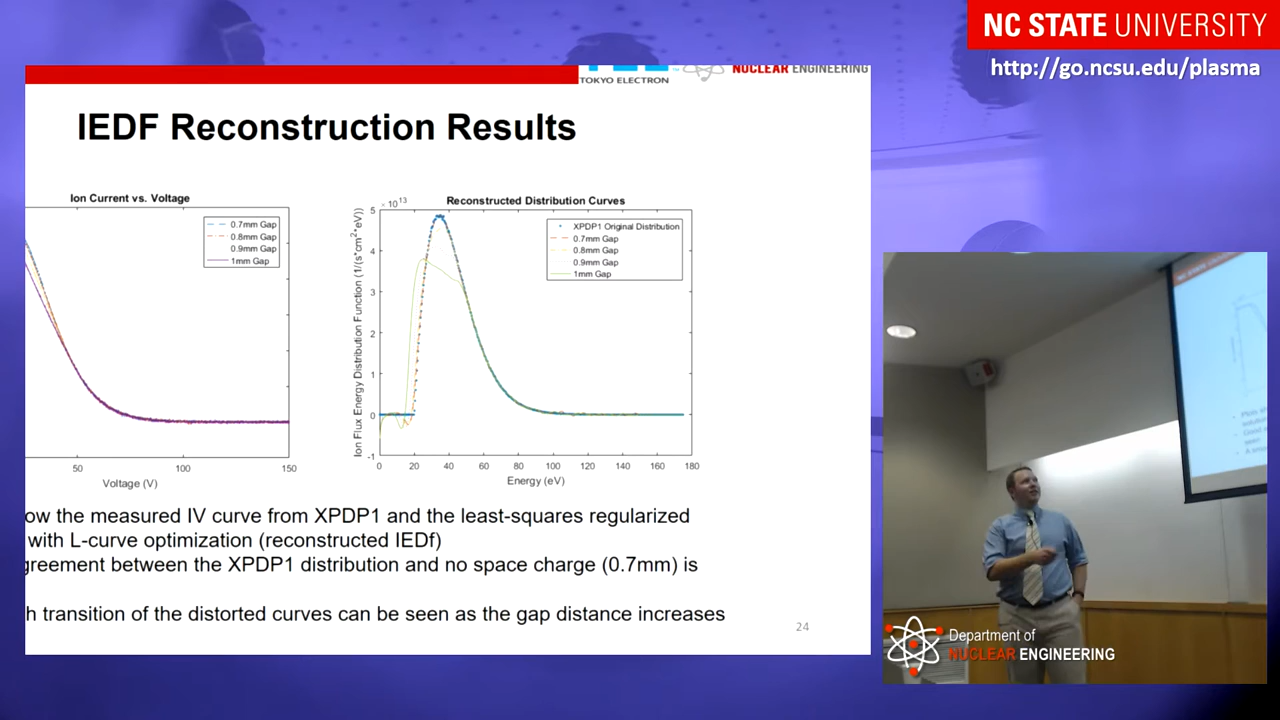 NC STATE UNIVERSITY
http://go.ncsu.edu/plasma
TOKYO ELECTRON
NUCLEAR ENGINEERING
IEDF Reconstruction Results
Ion Current vs. Voltage
0.7mm Gap
0.8mm Gap
0.9mm Gap
1mm Gap
50
100
150
Voltage (V)
Reconstructed Distribution Curves
× 10 13
XPDP1 Original Distribution
0.7mm Gap
0.8mm Gap
0.9mm Gap
1mm Gap
Ion Flux Energy Distribution Function (1/(s*cm²*eV))
5
4
3
2
1
0
-1
0
20
40
60
80
100
120
140
160
180
Energy (eV)
ow the measured IV curve from XPDP1 and the least-squares regularized
with L-curve optimization (reconstructed IEDf)
greement between the XPDP1 distribution and no space charge (0.7mm) is
h transition of the distorted curves can be seen as the gap distance increases
24
NC STATE
Department of
NUCLEAR ENGINEERING